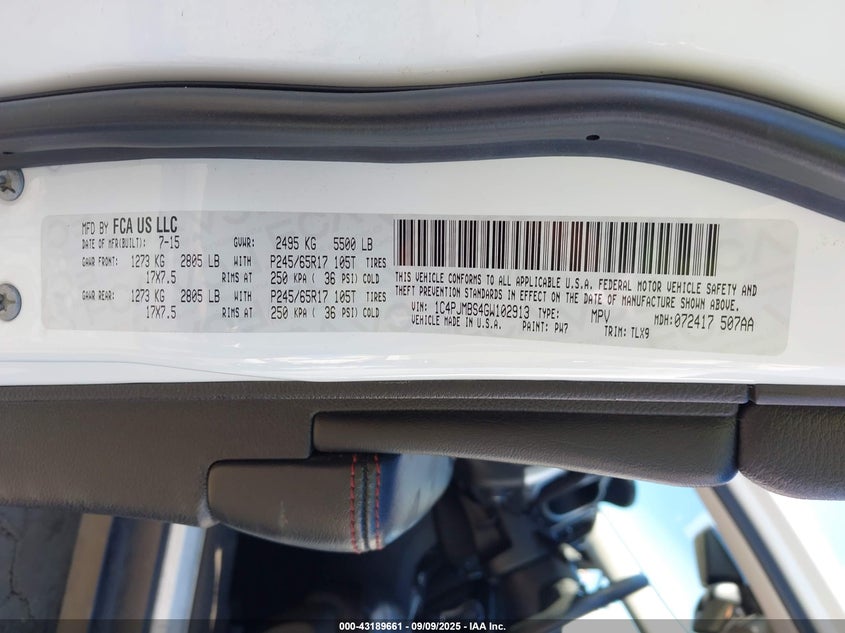 MFD BY FCA US LLC
DATE OF MFR(BUILT): 7-15 GVWR: 2495 KG 5500 LB
GAWR FRONT: 1273 KG 2805 LB WITH P245/65R17 105T TIRES
17X7.5 RIMS AT 250 KPA ( 36 PSI) COLD
GAWR REAR: 1273 KG 2805 LB WITH P245/65R17 105T TIRES
17X7.5 RIMS AT 250 KPA ( 36 PSI) COLD
THIS VEHICLE CONFORMS TO ALL APPLICABLE U.S.A. FEDERAL MOTOR VEHICLE SAFETY AND
THEFT PREVENTION STANDARDS IN EFFECT ON THE DATE OF MANUFACTURE SHOWN ABOVE.
VIN: 1C4PJMBS4GW102913 TYPE: MPV MDH: 072417 507AA
VEHICLE MADE IN U.S.A. PAINT: PW7 TRIM: TLX9
000-43189661 - 09/09/2025 - IAA Inc.